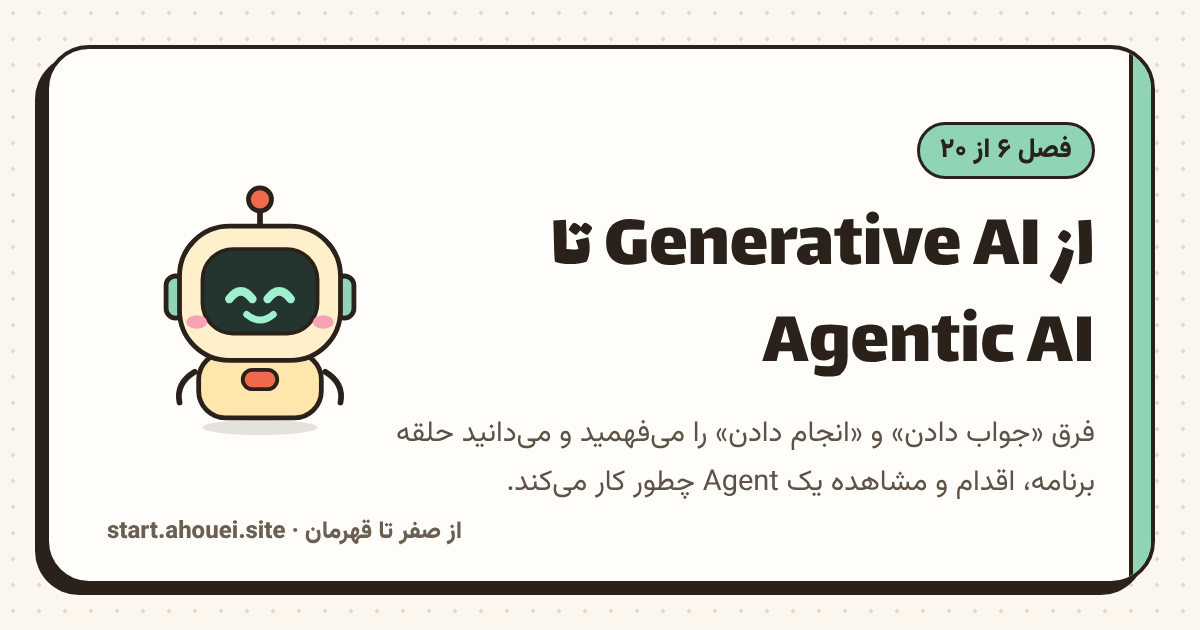 فصل ۶ از ۲۰
از Generative AI تا
Agentic AI
فرق «جواب دادن» و «انجام دادن» را می‌فهمید و می‌دانید حلقه
برنامه، اقدام و مشاهده یک Agent چطور کار می‌کند.
از صفر تا قهرمان · start.ahouei.site